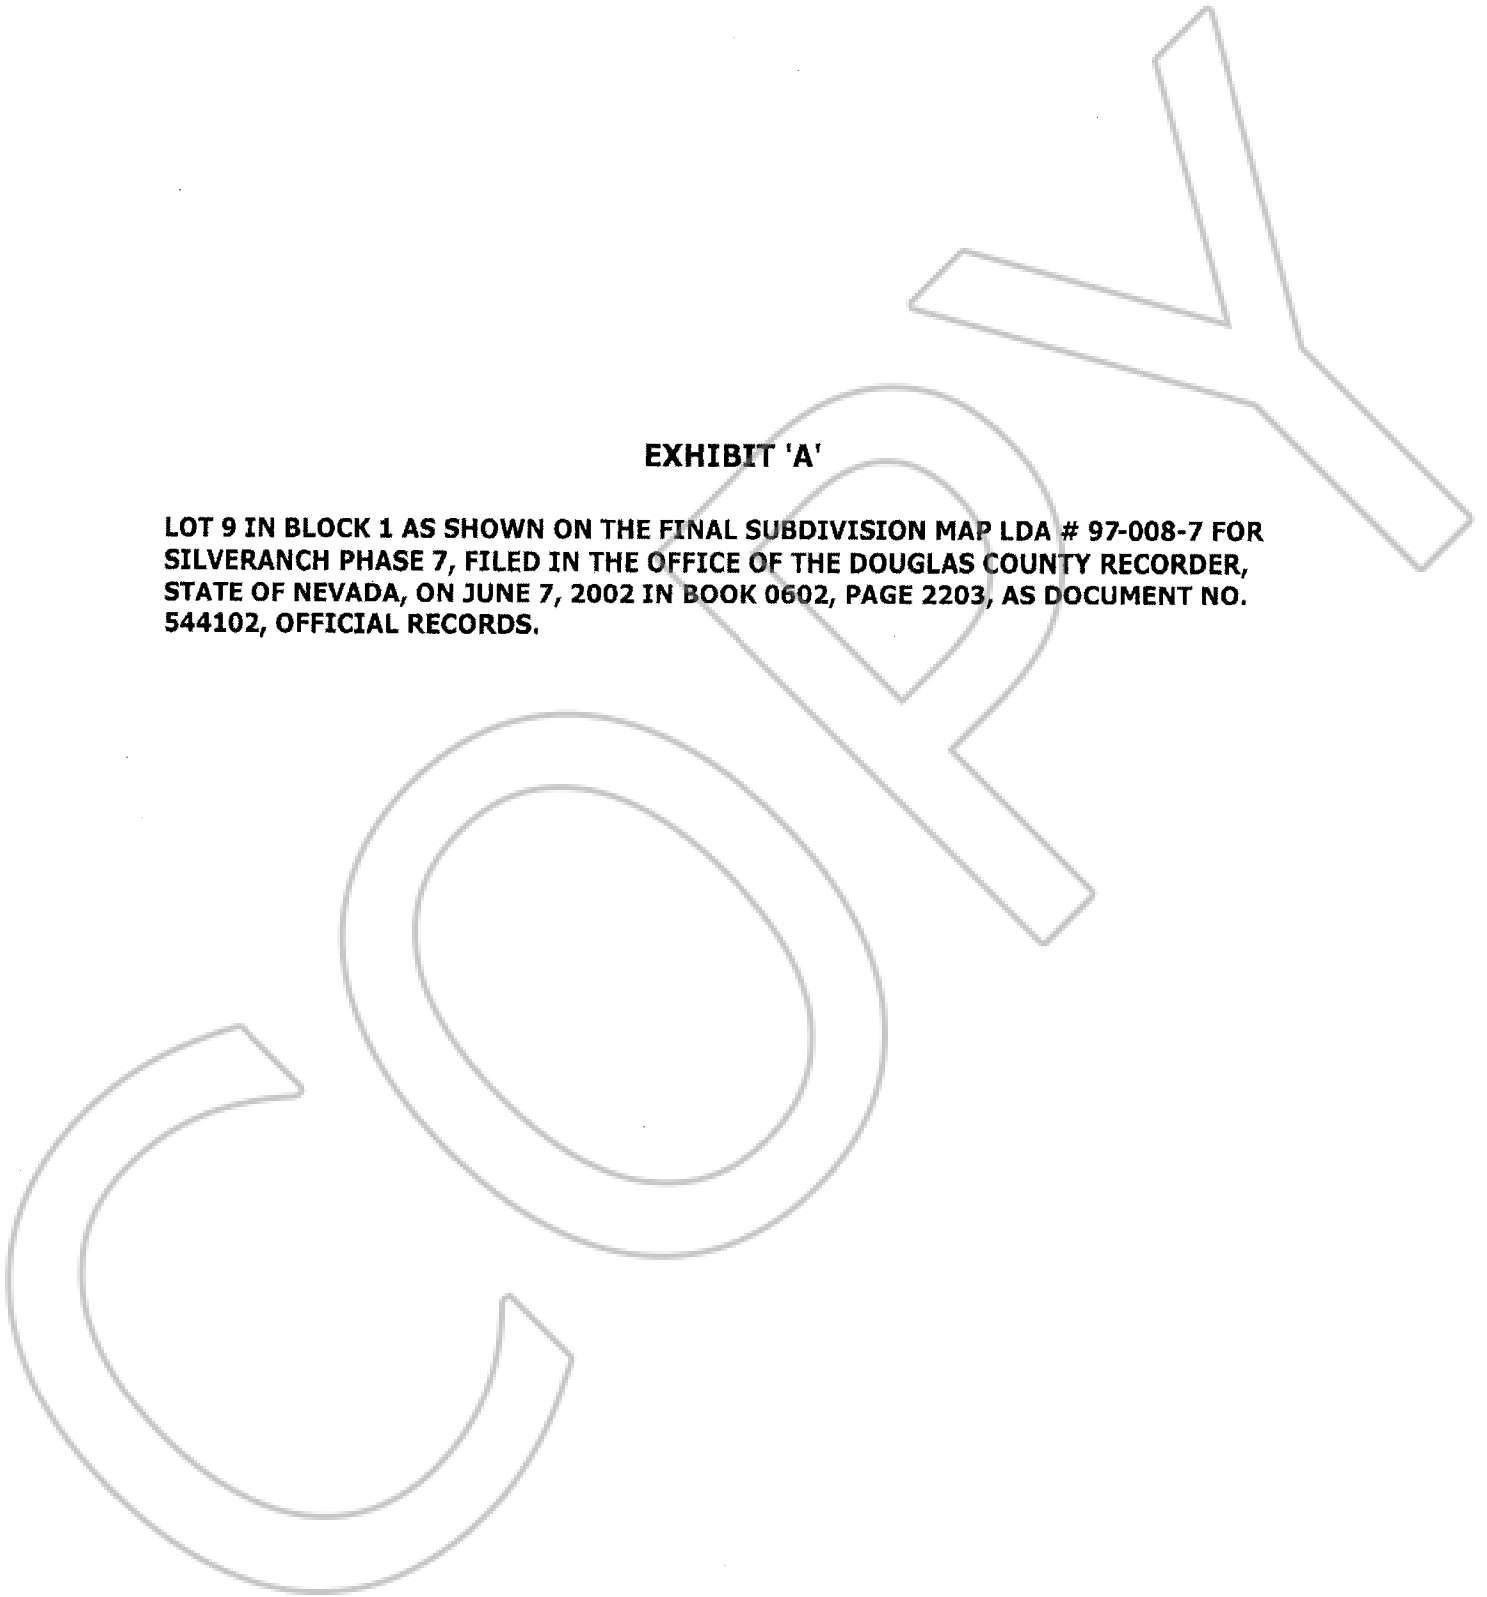 EXHIBIT 'A'
LOT 9 IN BLOCK 1 AS SHOWN ON THE FINAL SUBDIVISION MAP LDA # 97-008-7 FOR
SILVERANCH PHASE 7, FILED IN THE OFFICE OF THE DOUGLAS COUNTY RECORDER,
STATE OF NEVADA, ON JUNE 7, 2002 IN BOOK 0602, PAGE 2203, AS DOCUMENT NO.
544102, OFFICIAL RECORDS.
COPY